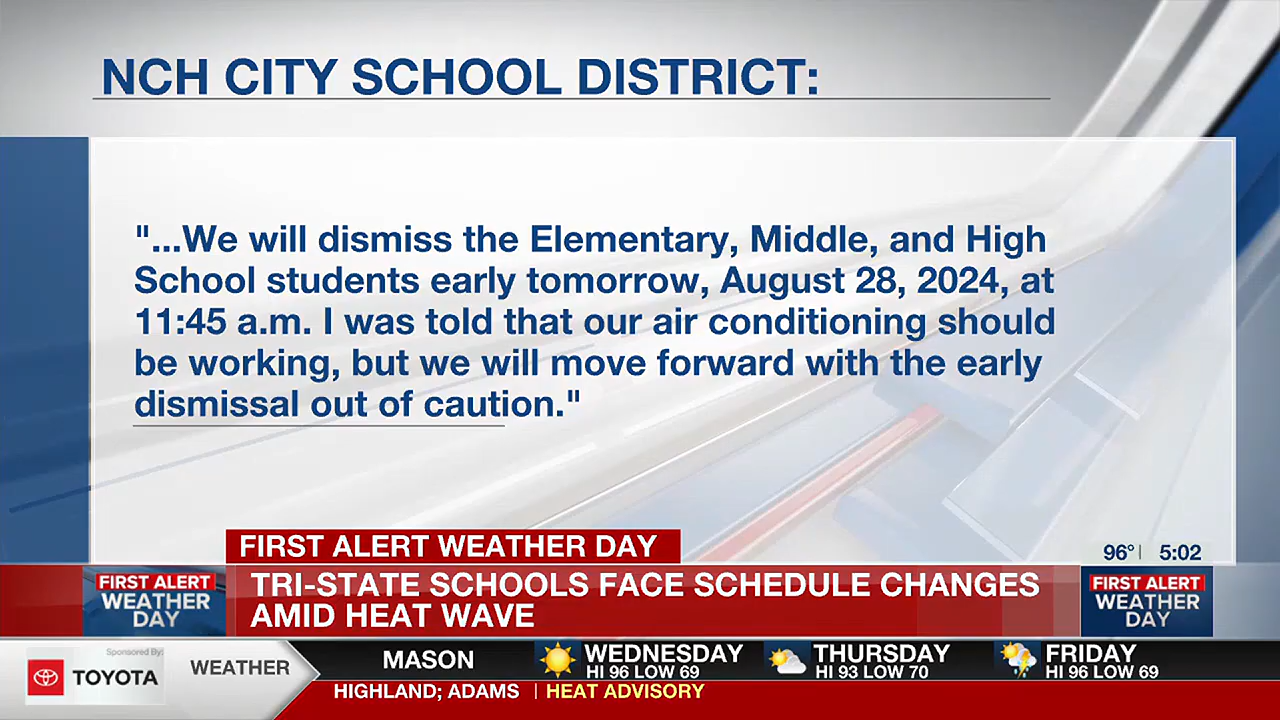 NCH CITY SCHOOL DISTRICT:
"...We will dismiss the Elementary, Middle, and High
School students early tomorrow, August 28, 2024, at
11:45 a.m. I was told that our air conditioning should
be working, but we will move forward with the early
dismissal out of caution."
FIRST ALERT WEATHER DAY
96° 5:02
FIRST ALERT
WEATHER
DAY
TRI-STATE SCHOOLS FACE SCHEDULE CHANGES
AMID HEAT WAVE
FIRST ALERT
WEATHER
DAY
Sponsored By:
TOYOTA
WEATHER
MASON
WEDNESDAY
HI 96 LOW 69
THURSDAY
HI 93 LOW 70
FRIDAY
HI 96 LOW 69
HIGHLAND; ADAMS | HEAT ADVISORY